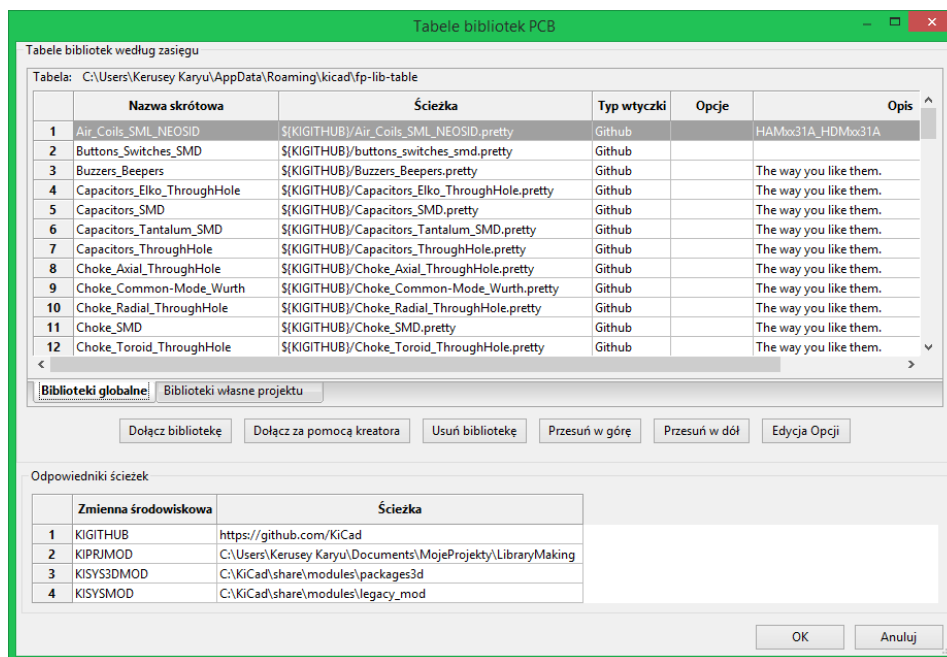 Tabele bibliotek PCB
Tabele bibliotek według zasięgu
Tabela: C:\Users\Kerusey Karyu\AppData\Roaming\kicad\fp-lib-table
Nazwa skrótowa Ścieżka Typ wtyczki Opcje Opis
1 Air_Coils_SML_NEOSID ${KIGITHUB}/Air_Coils_SML_NEOSID.pretty Github HAMxx31A_HDMxx31A
2 Buttons_Switches_SMD ${KIGITHUB}/buttons_switches_smd.pretty Github
3 Buzzers_Beepers ${KIGITHUB}/Buzzers_Beepers.pretty Github The way you like them.
4 Capacitors_Elko_ThroughHole ${KIGITHUB}/Capacitors_Elko_ThroughHole.pretty Github The way you like them.
5 Capacitors_SMD ${KIGITHUB}/Capacitors_SMD.pretty Github The way you like them.
6 Capacitors_Tantalum_SMD ${KIGITHUB}/Capacitors_Tantalum_SMD.pretty Github The way you like them.
7 Capacitors_ThroughHole ${KIGITHUB}/Capacitors_ThroughHole.pretty Github The way you like them.
8 Choke_Axial_ThroughHole ${KIGITHUB}/Choke_Axial_ThroughHole.pretty Github The way you like them.
9 Choke_Common-Mode_Wurth ${KIGITHUB}/Choke_Common-Mode_Wurth.pretty Github The way you like them.
10 Choke_Radial_ThroughHole ${KIGITHUB}/Choke_Radial_ThroughHole.pretty Github The way you like them.
11 Choke_SMD ${KIGITHUB}/Choke_SMD.pretty Github The way you like them.
12 Choke_Toroid_ThroughHole ${KIGITHUB}/Choke_Toroid_ThroughHole.pretty Github The way you like them.
Biblioteki globalne Biblioteki własne projektu
Dołącz bibliotekę Dołącz za pomocą kreatora Usuń bibliotekę Przesuń w górę Przesuń w dół Edycja Opcji
Odpowiedniki ścieżek
Zmienna środowiskowa Ścieżka
1 KIGITHUB https://github.com/KiCad
2 KIPRJMOD C:\Users\Kerusey Karyu\Documents\MojeProjekty\LibraryMaking
3 KISYS3DMOD C:\KiCad\share\modules\packages3d
4 KISYSMOD C:\KiCad\share\modules\legacy_mod
OK Anuluj